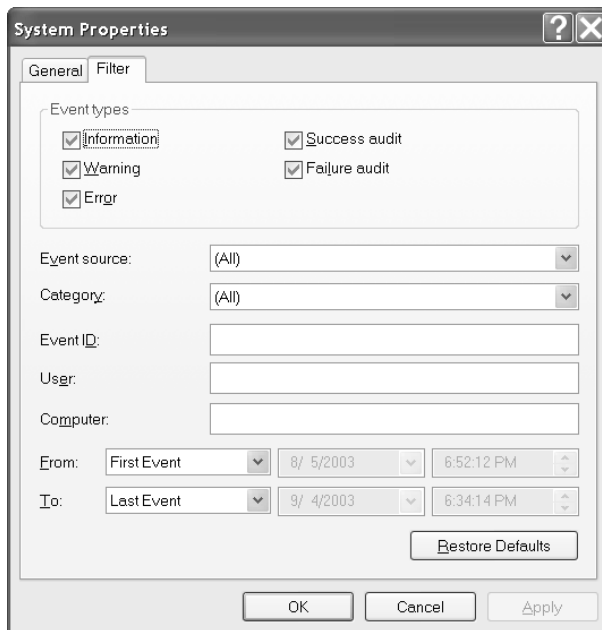 System Properties
General Filter
Event types
Information Success audit
Warning Failure audit
Error
Event source: (All)
Category: (All)
Event ID:
User:
Computer:
From: First Event 8/ 5/2003 6:52:12 PM
To: Last Event 9/ 4/2003 6:34:14 PM
Restore Defaults
OK Cancel Apply